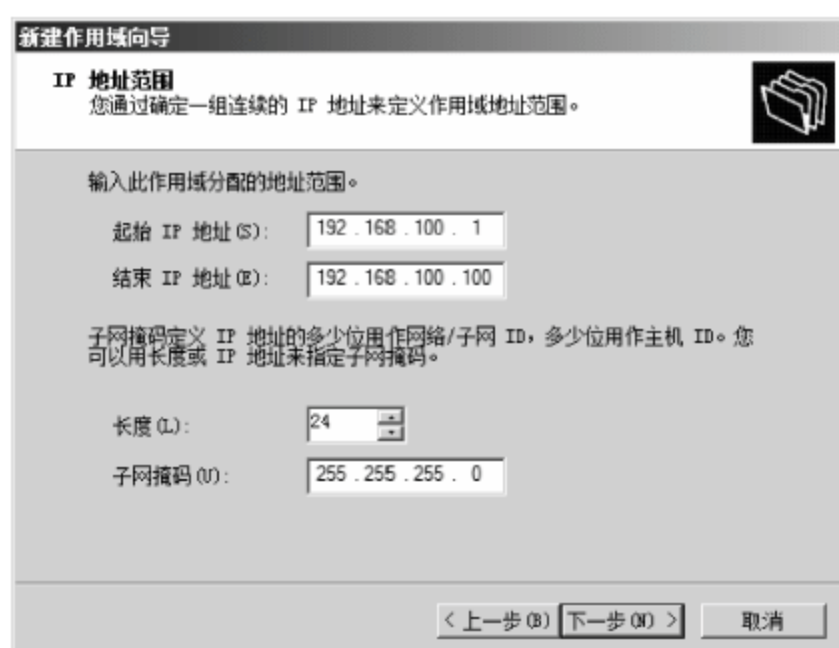 新建作用域向导
IP 地址范围
您通过确定一组连续的 IP 地址来定义作用域地址范围。
输入此作用域分配的地址范围。
起始 IP 地址(S):
192 . 168 . 100 . 1
结束 IP 地址(E):
192 . 168 . 100 . 100
子网掩码定义 IP 地址的多少位用作网络/子网 ID，多少位用作主机 ID。您
可以用长度或 IP 地址来指定子网掩码。
长度(L):
24
子网掩码(U):
255 . 255 . 255 . 0
< 上一步(B)
下一步(N) >
取消